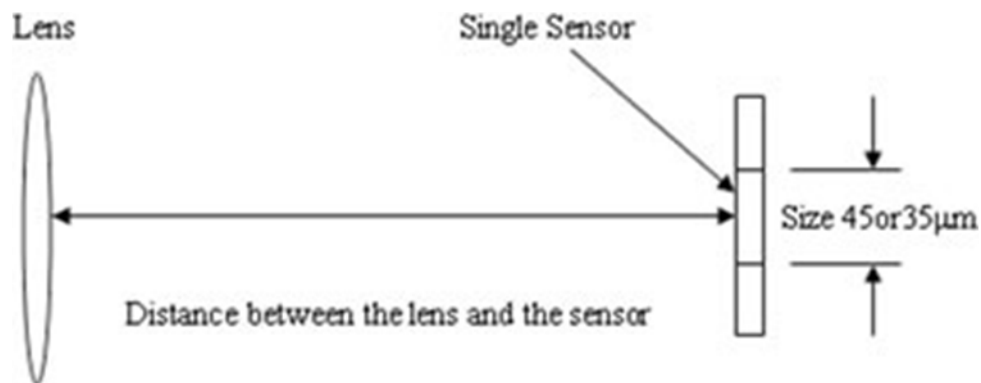 Lens
Single Sensor
Size 45or35μm
Distance between the lens and the sensor